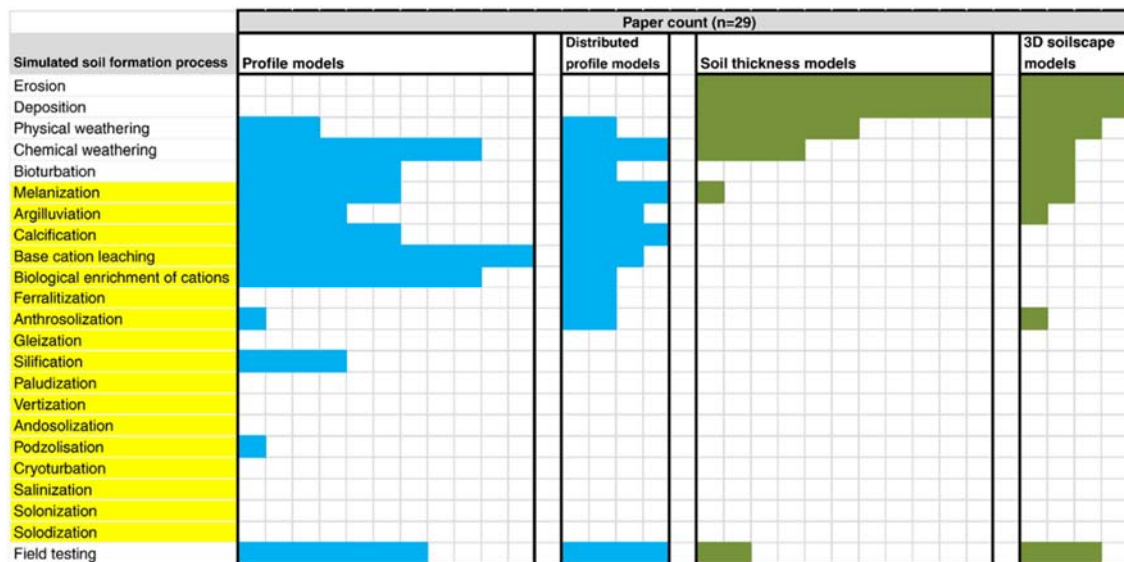 Paper count (n=29)
Simulated soil formation process
Profile models
Distributed
profile models
Soil thickness models
3D soilscape
models
Erosion
Deposition
Physical weathering
Chemical weathering
Bioturbation
Melanization
Argilluviation
Calcification
Base cation leaching
Biological enrichment of cations
Ferralitization
Anthrosolization
Gleization
Silification
Paludization
Vertization
Andosolization
Podzolisation
Cryoturbation
Salinization
Solonization
Solodization
Field testing